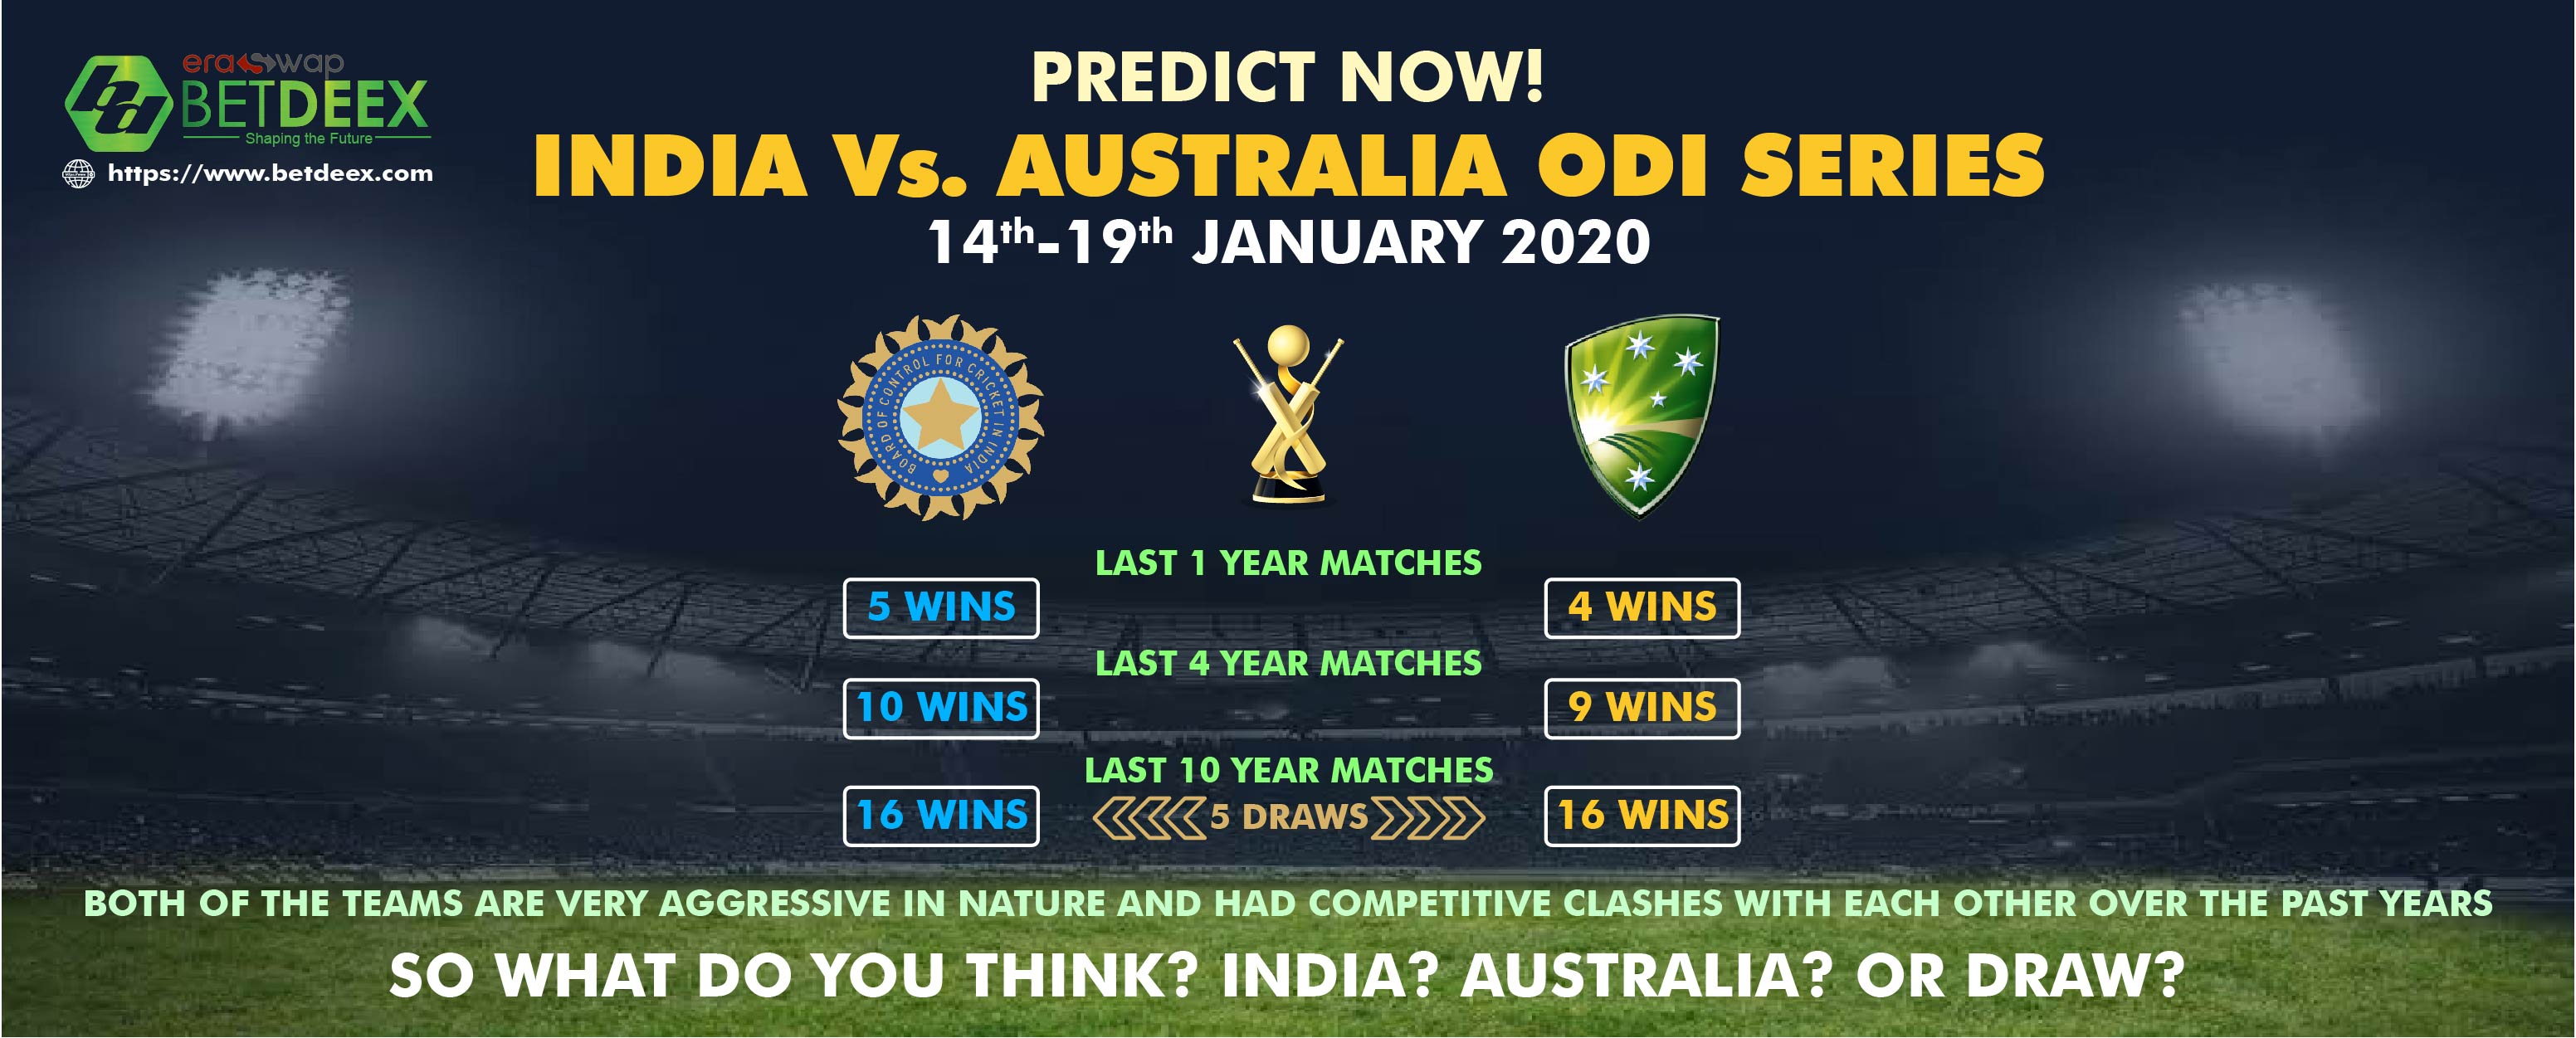 eraswap
BETDEEX
Shaping the Future
https://www.betdeex.com
PREDICT NOW!
INDIA Vs. AUSTRALIA ODI SERIES
14th-19th JANUARY 2020
BOARD OF CONTROL FOR CRICKET IN INDIA
LAST 1 YEAR MATCHES
5 WINS
4 WINS
LAST 4 YEAR MATCHES
10 WINS
9 WINS
LAST 10 YEAR MATCHES
16 WINS
5 DRAWS
16 WINS
BOTH OF THE TEAMS ARE VERY AGGRESSIVE IN NATURE AND HAD COMPETITIVE CLASHES WITH EACH OTHER OVER THE PAST YEARS
SO WHAT DO YOU THINK? INDIA? AUSTRALIA? OR DRAW?